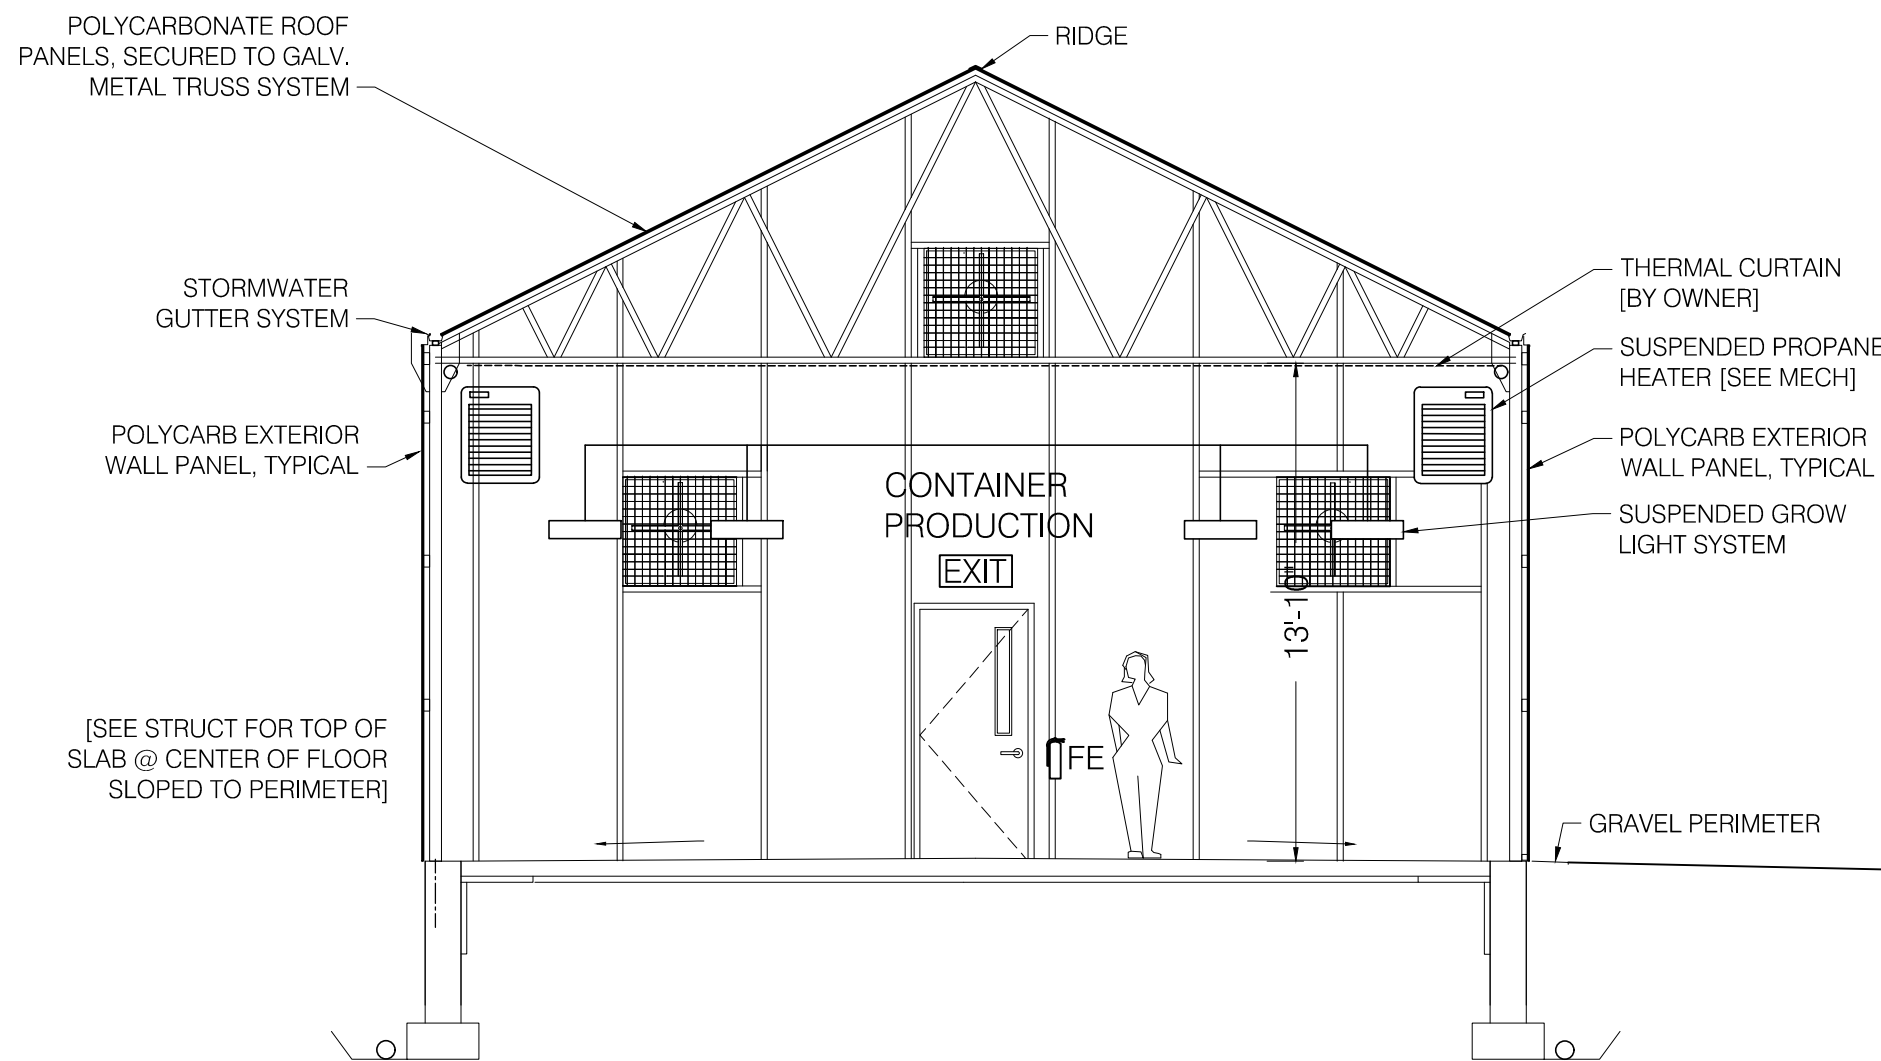 POLYCARBONATE ROOF
PANELS, SECURED TO GALV.
METAL TRUSS SYSTEM
RIDGE
STORMWATER
GUTTER SYSTEM
THERMAL CURTAIN
[BY OWNER]
SUSPENDED PROPANE
HEATER [SEE MECH]
POLYCARB EXTERIOR
WALL PANEL, TYPICAL
POLYCARB EXTERIOR
WALL PANEL, TYPICAL
CONTAINER
PRODUCTION
SUSPENDED GROW
LIGHT SYSTEM
EXIT
13'-10"
FE
[SEE STRUCT FOR TOP OF
SLAB @ CENTER OF FLOOR
SLOPED TO PERIMETER]
GRAVEL PERIMETER